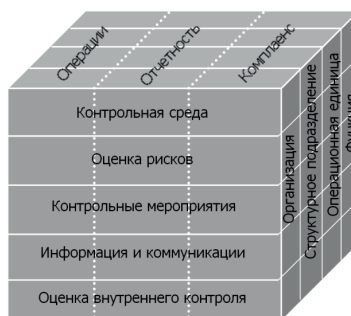 Операции
Отчетность
Комплаенс
Контрольная среда
Оценка рисков
Контрольные мероприятия
Информация и коммуникации
Оценка внутреннего контроля
Организация
Структурное подразделение
Операционная единица
Функция